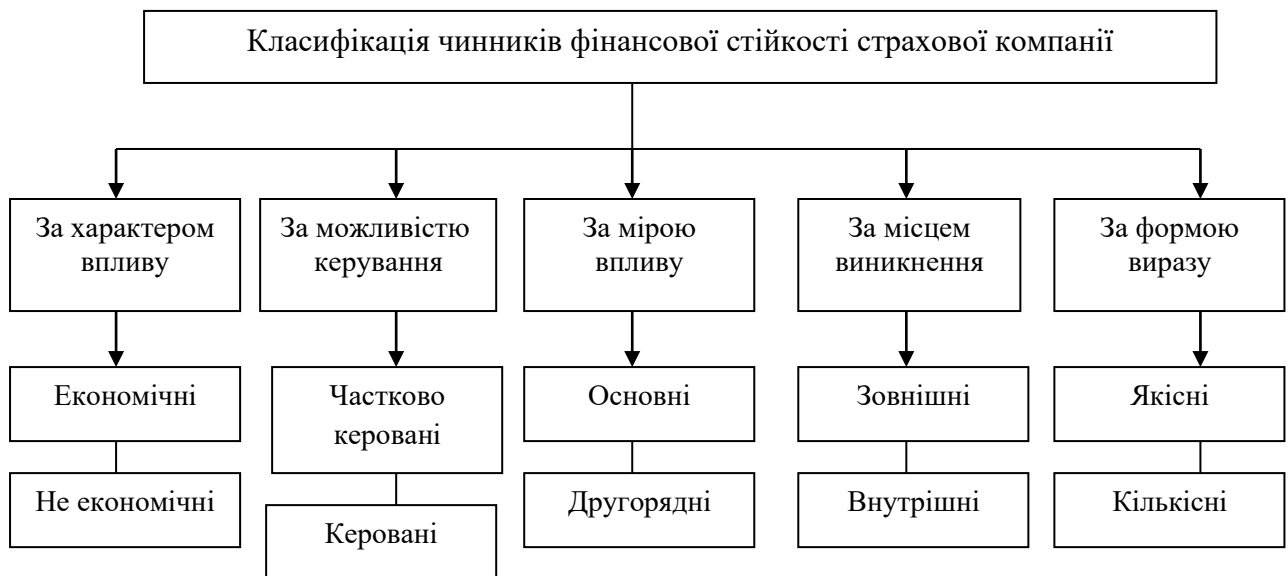 Класифікація чинників фінансової стійкості страхової компанії
За характером
впливу
За можливістю
керування
За мірою
впливу
За місцем
виникнення
За формою
виразу
Економічні
Частково
керовані
Основні
Зовнішні
Якісні
Не економічні
Керовані
Другорядні
Внутрішні
Кількісні